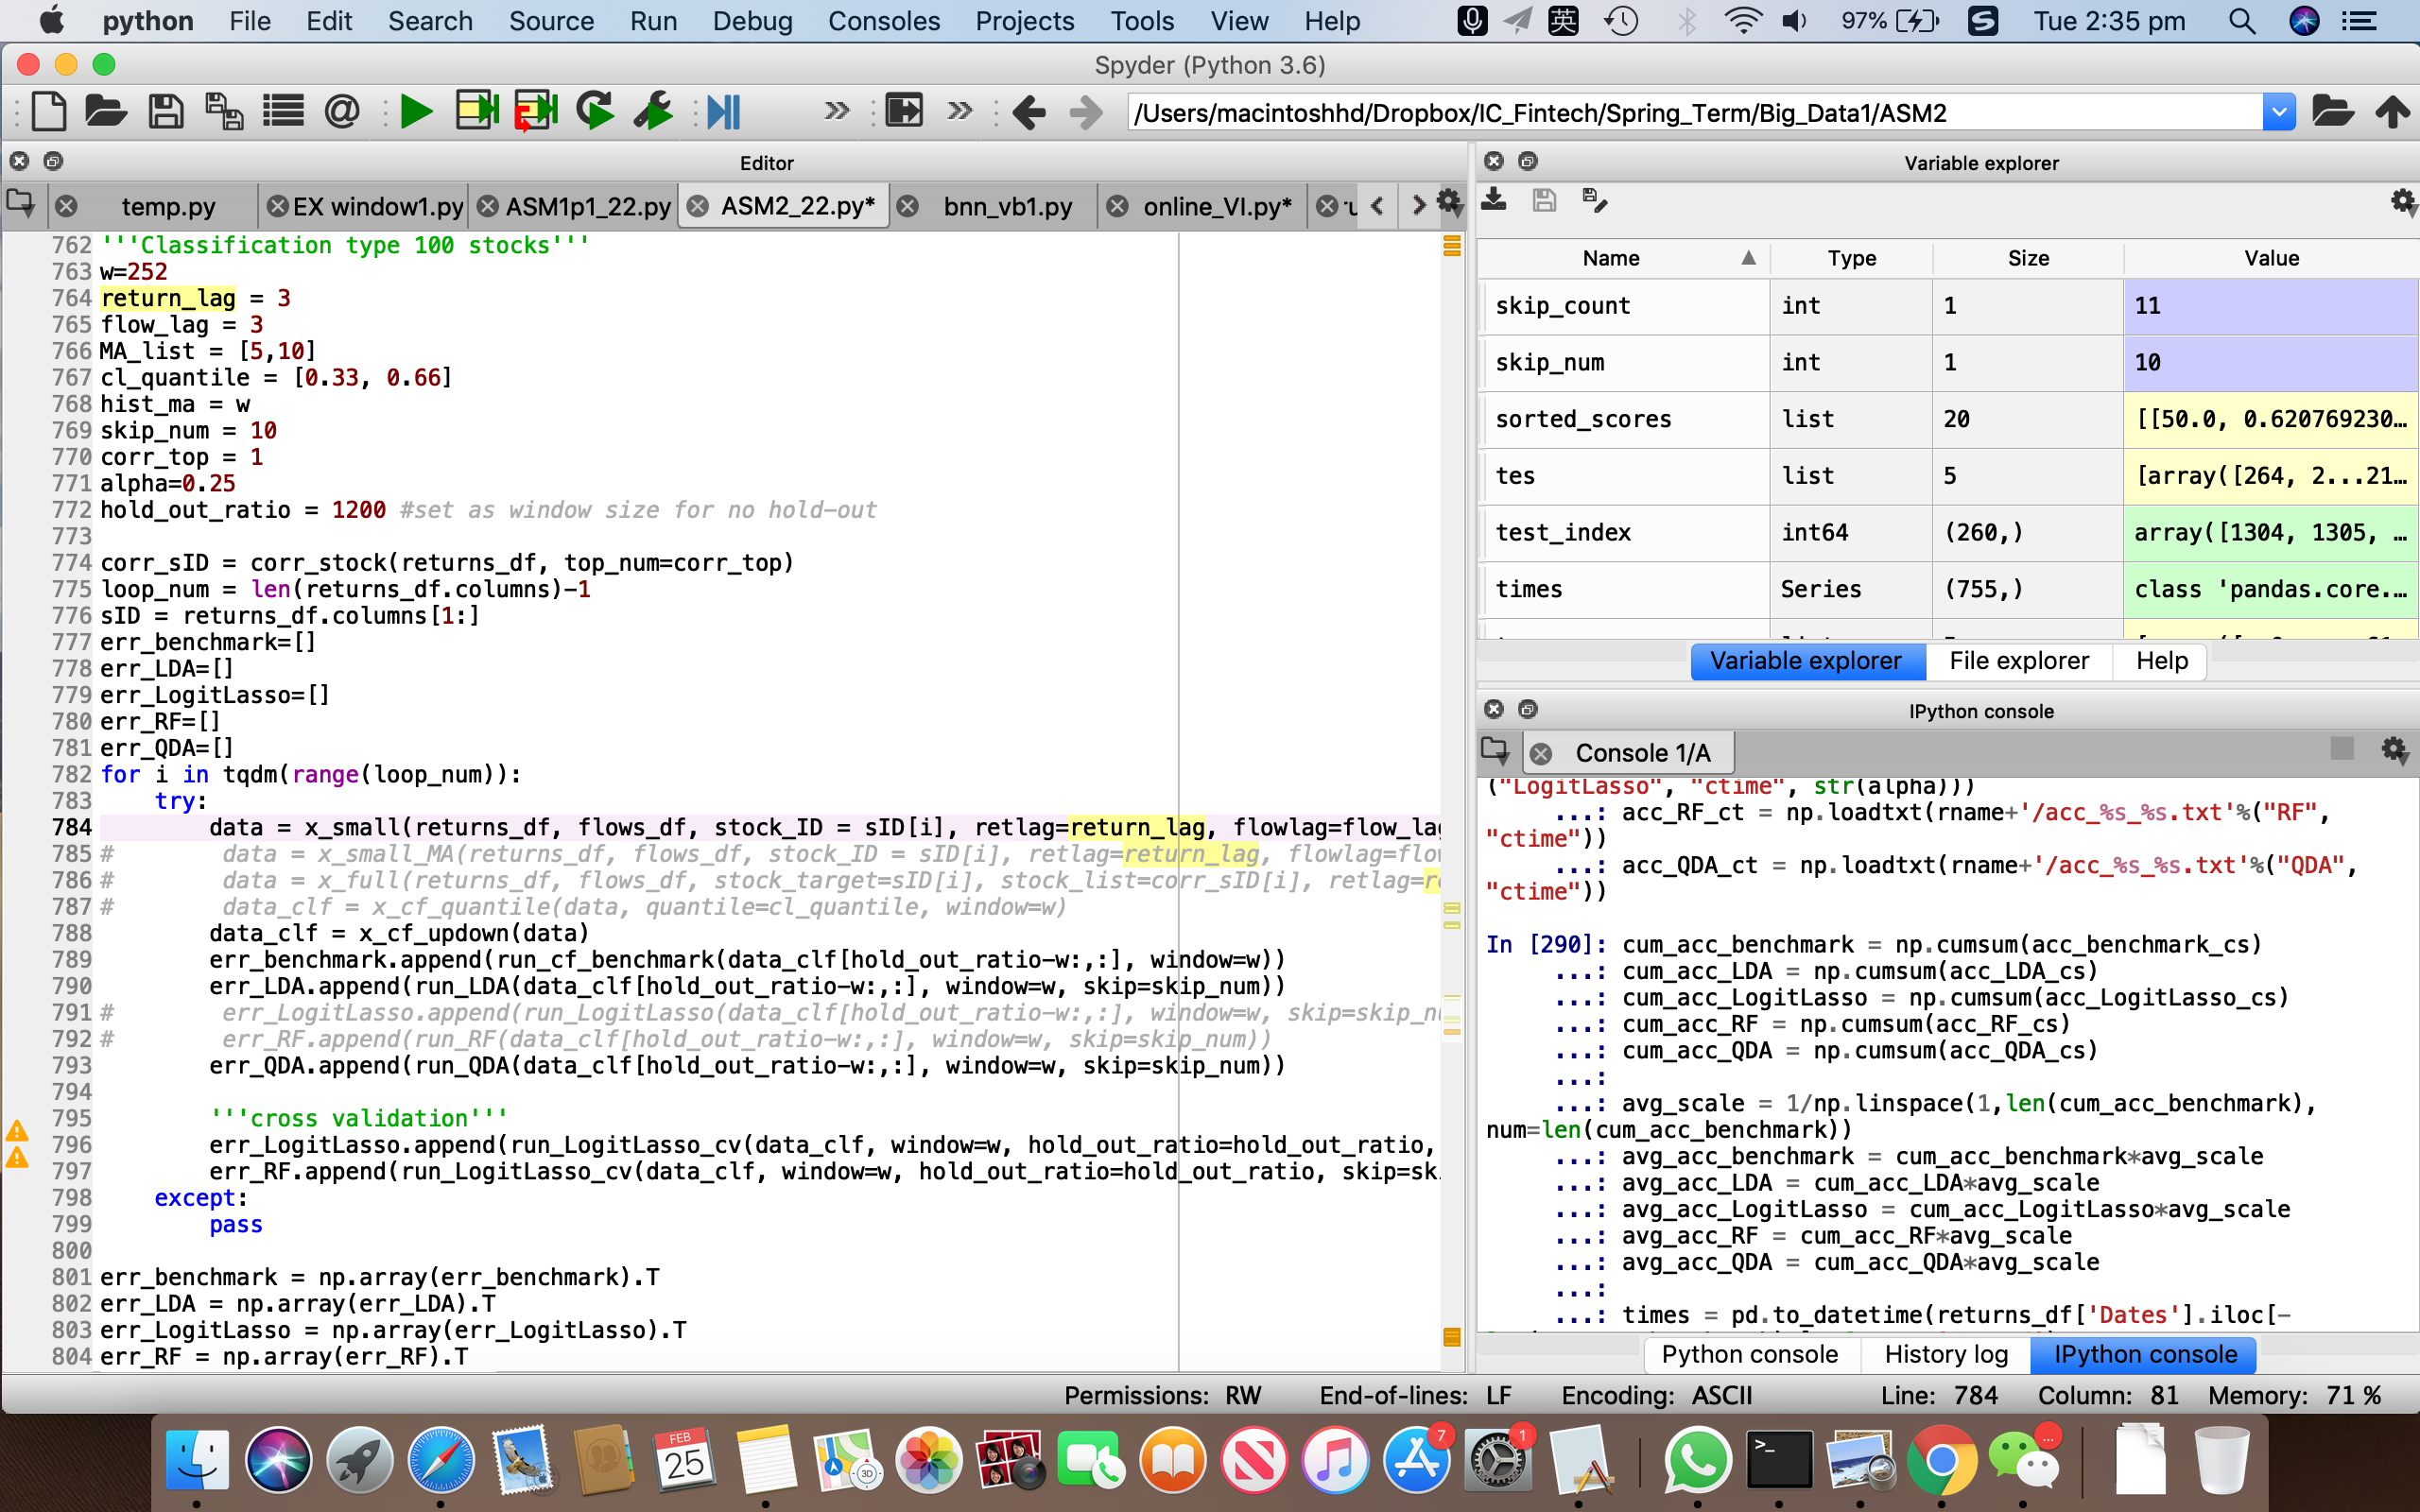 python File Edit Search Source Run Debug Consoles Projects Tools View Help 英 97% Tue 2:35 pm
Spyder (Python 3.6)
/Users/macintoshhd/Dropbox/IC_Fintech/Spring_Term/Big_Data1/ASM2
Editor
temp.py EX window1.py ASM1p1_22.py ASM2_22.py* bnn_vb1.py online_VI.py*
762 '''Classification type 100 stocks'''
763 w=252
764 return_lag = 3
765 flow_lag = 3
766 MA_list = [5,10]
767 cl_quantile = [0.33, 0.66]
768 hist_ma = w
769 skip_num = 10
770 corr_top = 1
771 alpha=0.25
772 hold_out_ratio = 1200 #set as window size for no hold-out
773
774 corr_sID = corr_stock(returns_df, top_num=corr_top)
775 loop_num = len(returns_df.columns)-1
776 sID = returns_df.columns[1:]
777 err_benchmark=[]
778 err_LDA=[]
779 err_LogitLasso=[]
780 err_RF=[]
781 err_QDA=[]
782 for i in tqdm(range(loop_num)):
783     try:
784         data = x_small(returns_df, flows_df, stock_ID = sID[i], retlag=return_lag, flowlag=flow_lag
785 #        data = x_small_MA(returns_df, flows_df, stock_ID = sID[i], retlag=return_lag, flowlag=flow
786 #        data = x_full(returns_df, flows_df, stock_target=sID[i], stock_list=corr_sID[i], retlag=re
787 #        data_clf = x_cf_quantile(data, quantile=cl_quantile, window=w)
788         data_clf = x_cf_updown(data)
789         err_benchmark.append(run_cf_benchmark(data_clf[hold_out_ratio-w:,:], window=w))
790         err_LDA.append(run_LDA(data_clf[hold_out_ratio-w:,:], window=w, skip=skip_num))
791 #        err_LogitLasso.append(run_LogitLasso(data_clf[hold_out_ratio-w:,:], window=w, skip=skip_nu
792 #        err_RF.append(run_RF(data_clf[hold_out_ratio-w:,:], window=w, skip=skip_num))
793         err_QDA.append(run_QDA(data_clf[hold_out_ratio-w:,:], window=w, skip=skip_num))
794
795         '''cross validation'''
796         err_LogitLasso.append(run_LogitLasso_cv(data_clf, window=w, hold_out_ratio=hold_out_ratio,
797         err_RF.append(run_LogitLasso_cv(data_clf, window=w, hold_out_ratio=hold_out_ratio, skip=sk
798     except:
799         pass
800
801 err_benchmark = np.array(err_benchmark).T
802 err_LDA = np.array(err_LDA).T
803 err_LogitLasso = np.array(err_LogitLasso).T
804 err_RF = np.array(err_RF).T
Variable explorer
Name Type Size Value
skip_count int 1 11
skip_num int 1 10
sorted_scores list 20 [[50.0, 0.620769230...
tes list 5 [array([264, 2...21...
test_index int64 (260,) array([1304, 1305, ...
times Series (755,) class 'pandas.core....
Variable explorer File explorer Help
IPython console
Console 1/A
("LogitLasso", "ctime", str(alpha)))
...: acc_RF_ct = np.loadtxt(rname+'/acc_%s_%s.txt'%("RF",
"ctime"))
...: acc_QDA_ct = np.loadtxt(rname+'/acc_%s_%s.txt'%("QDA",
"ctime"))
In [290]: cum_acc_benchmark = np.cumsum(acc_benchmark_cs)
...: cum_acc_LDA = np.cumsum(acc_LDA_cs)
...: cum_acc_LogitLasso = np.cumsum(acc_LogitLasso_cs)
...: cum_acc_RF = np.cumsum(acc_RF_cs)
...: cum_acc_QDA = np.cumsum(acc_QDA_cs)
...:
...: avg_scale = 1/np.linspace(1,len(cum_acc_benchmark),
num=len(cum_acc_benchmark))
...: avg_acc_benchmark = cum_acc_benchmark*avg_scale
...: avg_acc_LDA = cum_acc_LDA*avg_scale
...: avg_acc_LogitLasso = cum_acc_LogitLasso*avg_scale
...: avg_acc_RF = cum_acc_RF*avg_scale
...: avg_acc_QDA = cum_acc_QDA*avg_scale
...:
...: times = pd.to_datetime(returns_df['Dates'].iloc[-
Python console History log IPython console
Permissions: RW End-of-lines: LF Encoding: ASCII Line: 784 Column: 81 Memory: 71 %
FEB
25
3D
7
1